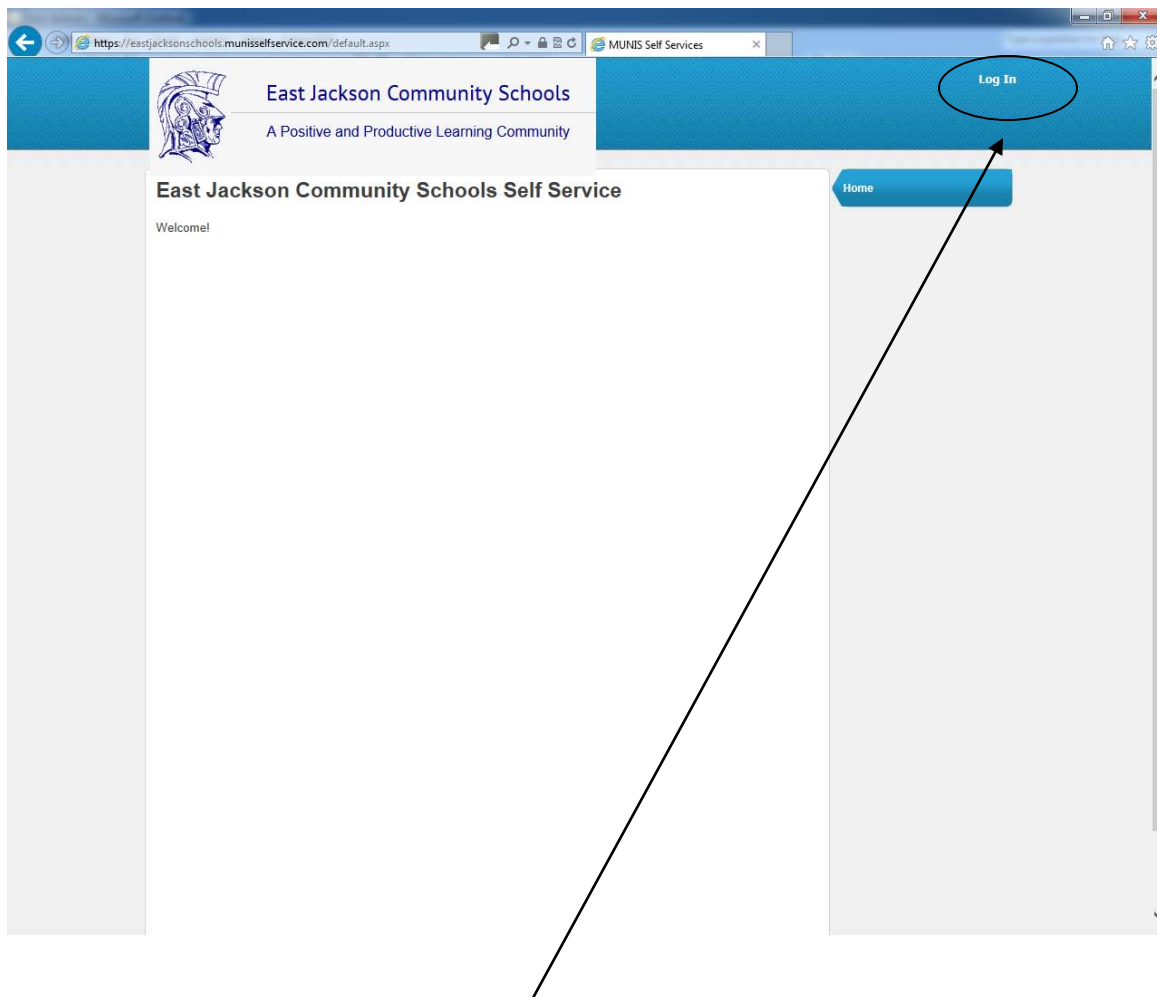 https://eastjacksonschools.munisselfservice.com/default.aspx
MUNIS Self Services
Log In
East Jackson Community Schools
A Positive and Productive Learning Community
East Jackson Community Schools Self Service
Home
Welcome!